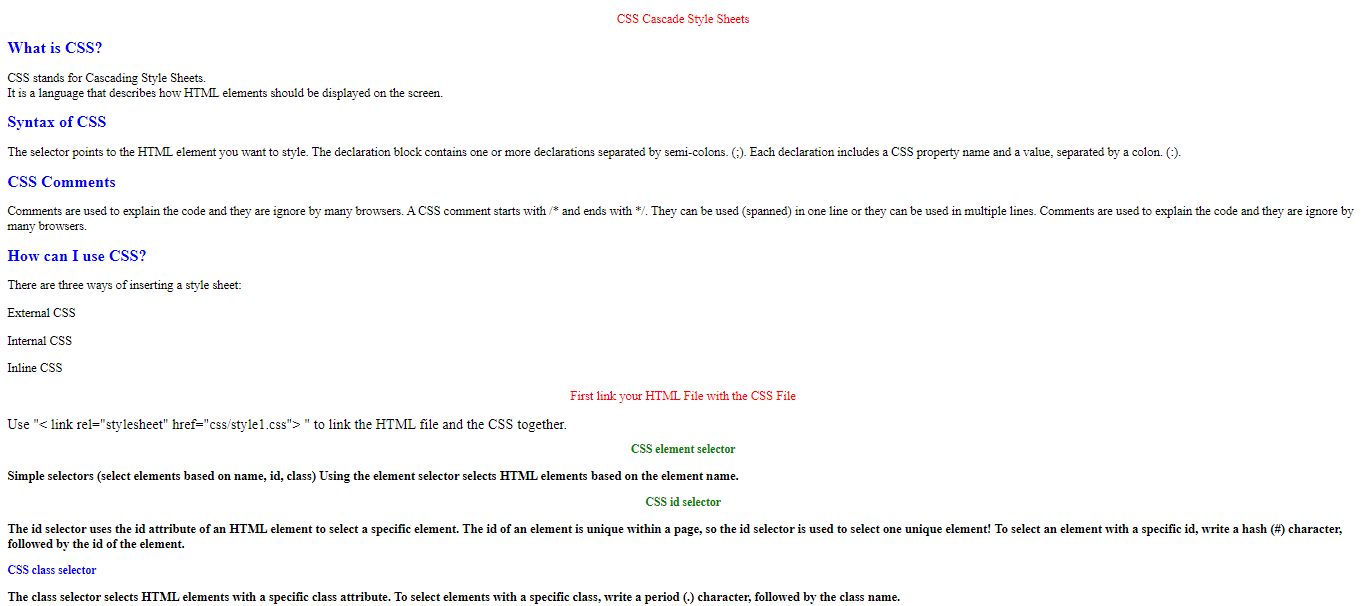 CSS Cascade Style Sheets
What is CSS?
CSS stands for Cascading Style Sheets.
It is a language that describes how HTML elements should be displayed on the screen.
Syntax of CSS
The selector points to the HTML element you want to style. The declaration block contains one or more declarations separated by semi-colons. (;). Each declaration includes a CSS property name and a value, separated by a colon. (:).
CSS Comments
Comments are used to explain the code and they are ignore by many browsers. A CSS comment starts with /* and ends with */. They can be used (spanned) in one line or they can be used in multiple lines. Comments are used to explain the code and they are ignore by
many browsers.
How can I use CSS?
There are three ways of inserting a style sheet:
External CSS
Internal CSS
Inline CSS
First link your HTML File with the CSS File
Use "< link rel="stylesheet" href="css/style1.css"> " to link the HTML file and the CSS together.
CSS element selector
Simple selectors (select elements based on name, id, class) Using the element selector selects HTML elements based on the element name.
CSS id selector
The id selector uses the id attribute of an HTML element to select a specific element. The id of an element is unique within a page, so the id selector is used to select one unique element! To select an element with a specific id, write a hash (#) character,
followed by the id of the element.
CSS class selector
The class selector selects HTML elements with a specific class attribute. To select elements with a specific class, write a period (.) character, followed by the class name.